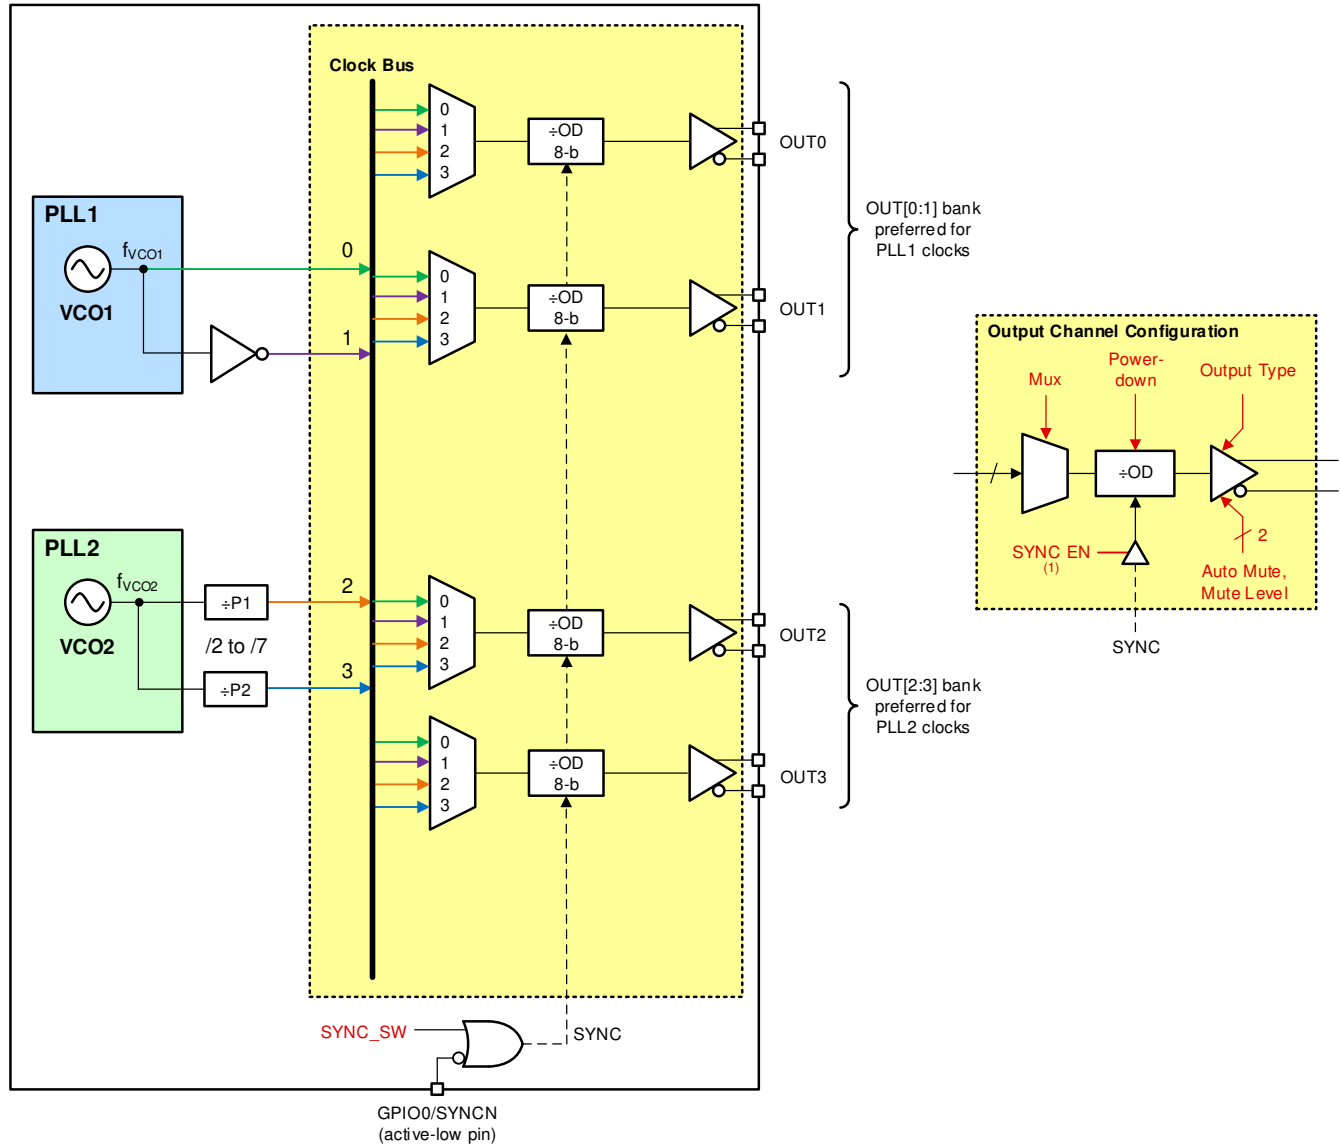 Clock Bus
0
1
2
3
÷OD
8-b
OUT0
PLL1
fVCO1
VCO1
0
1
0
1
2
3
÷OD
8-b
OUT1
OUT[0:1] bank
preferred for
PLL1 clocks
PLL2
fVCO2
VCO2
÷P1
/2 to /7
÷P2
2
3
0
1
2
3
÷OD
8-b
OUT2
0
1
2
3
÷OD
8-b
OUT3
OUT[2:3] bank
preferred for
PLL2 clocks
SYNC_SW
SYNC
GPIO0/SYNCN
(active-low pin)
Output Channel Configuration
Mux
Power-
down
Output Type
÷OD
SYNC EN
(1)
2
Auto Mute,
Mute Level
SYNC